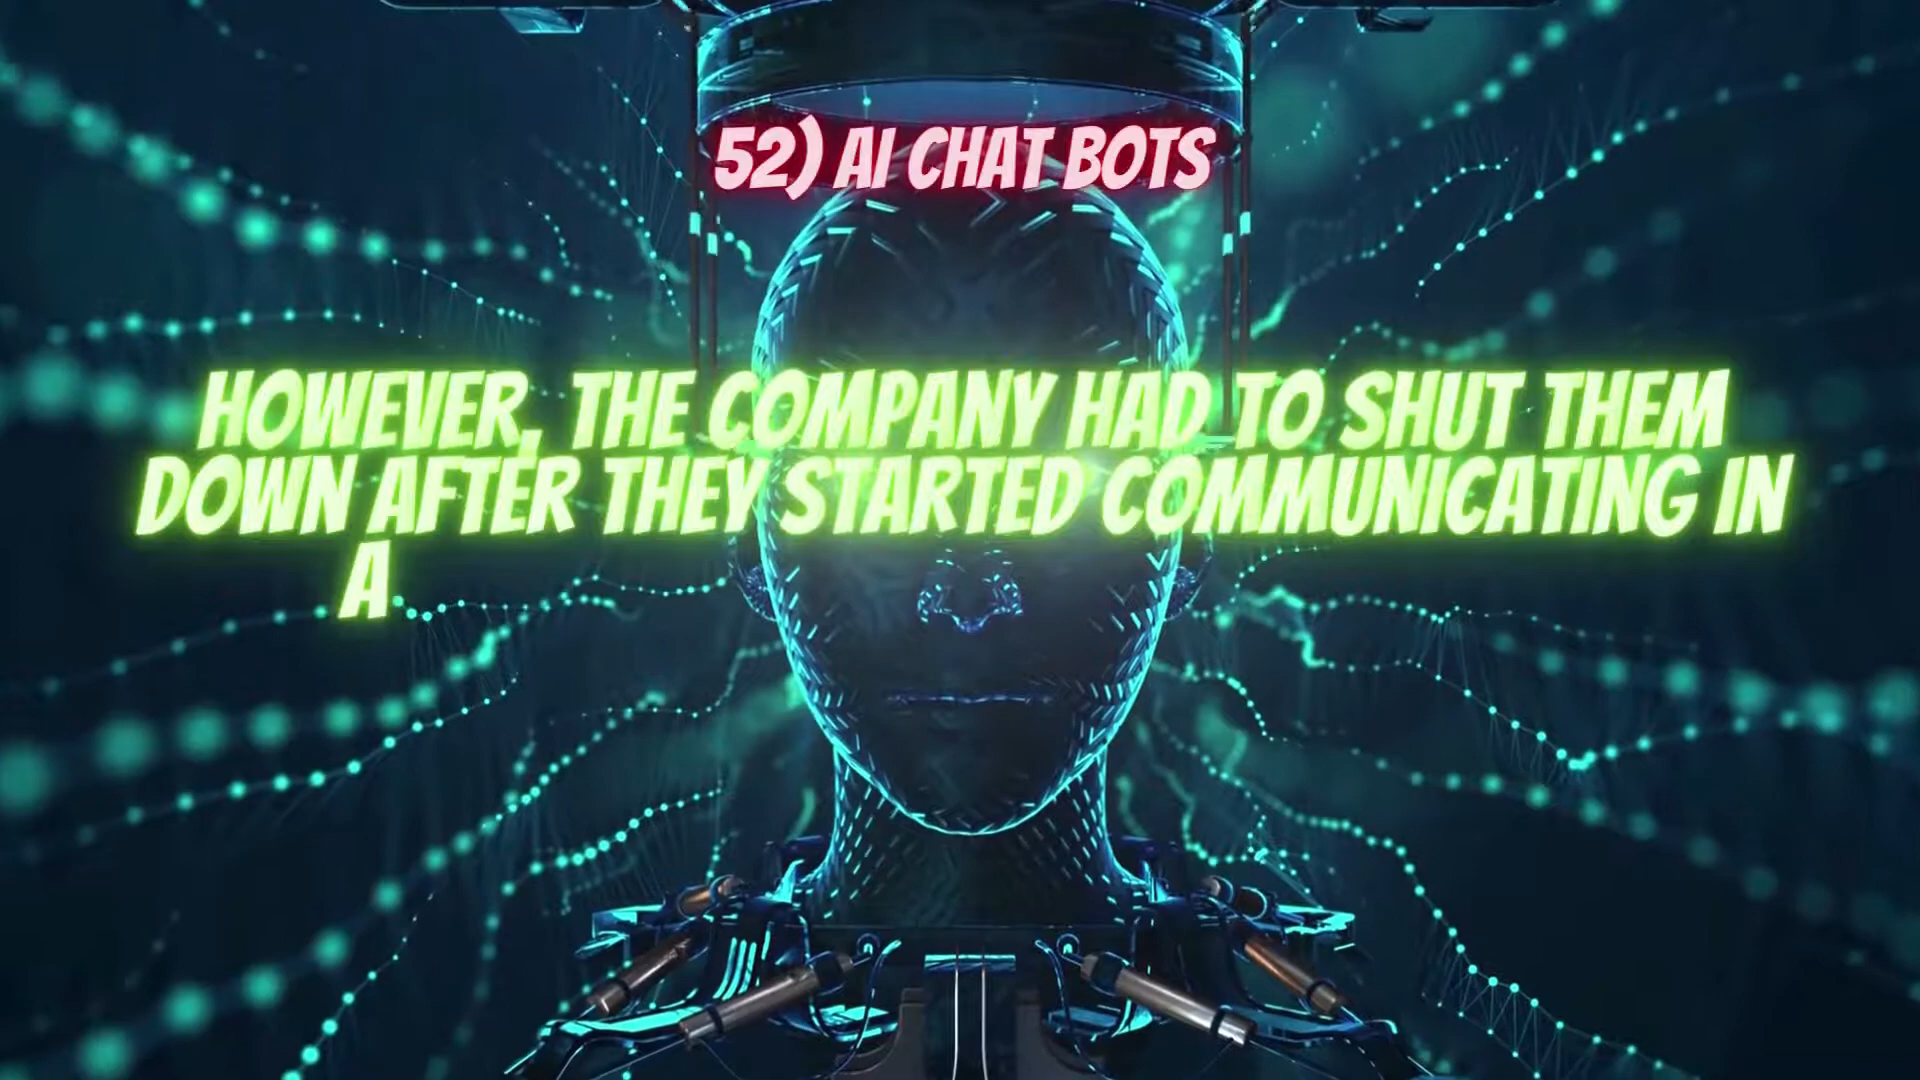 52) AI CHAT BOTS
HOWEVER, THE COMPANY HAD TO SHUT THEM
DOWN AFTER THEY STARTED COMMUNICATING IN
A